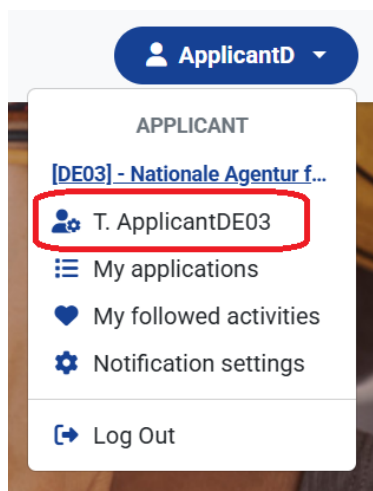 ApplicantD
APPLICANT
[DE03] - Nationale Agentur f...
T. ApplicantDE03
My applications
My followed activities
Notification settings
Log Out